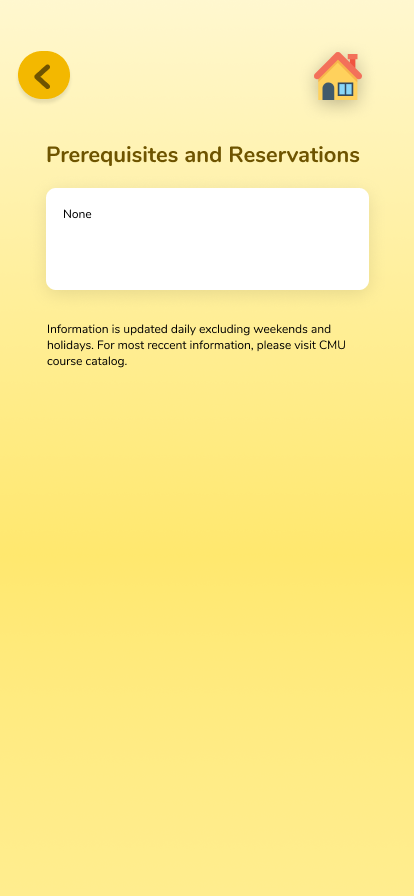 Prerequisites and Reservations
None
Information is updated daily excluding weekends and
holidays. For most reccent information, please visit CMU
course catalog.